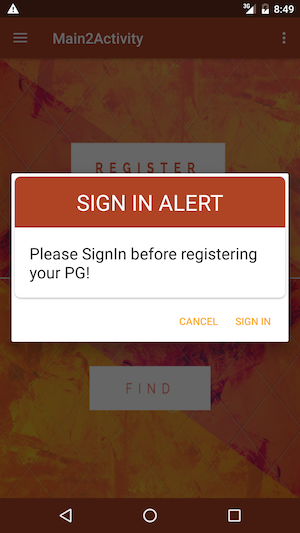 3G 8:49
Main2Activity
REGISTER
SIGN IN ALERT
Please SignIn before registering
your PG!
CANCEL SIGN IN
FIND